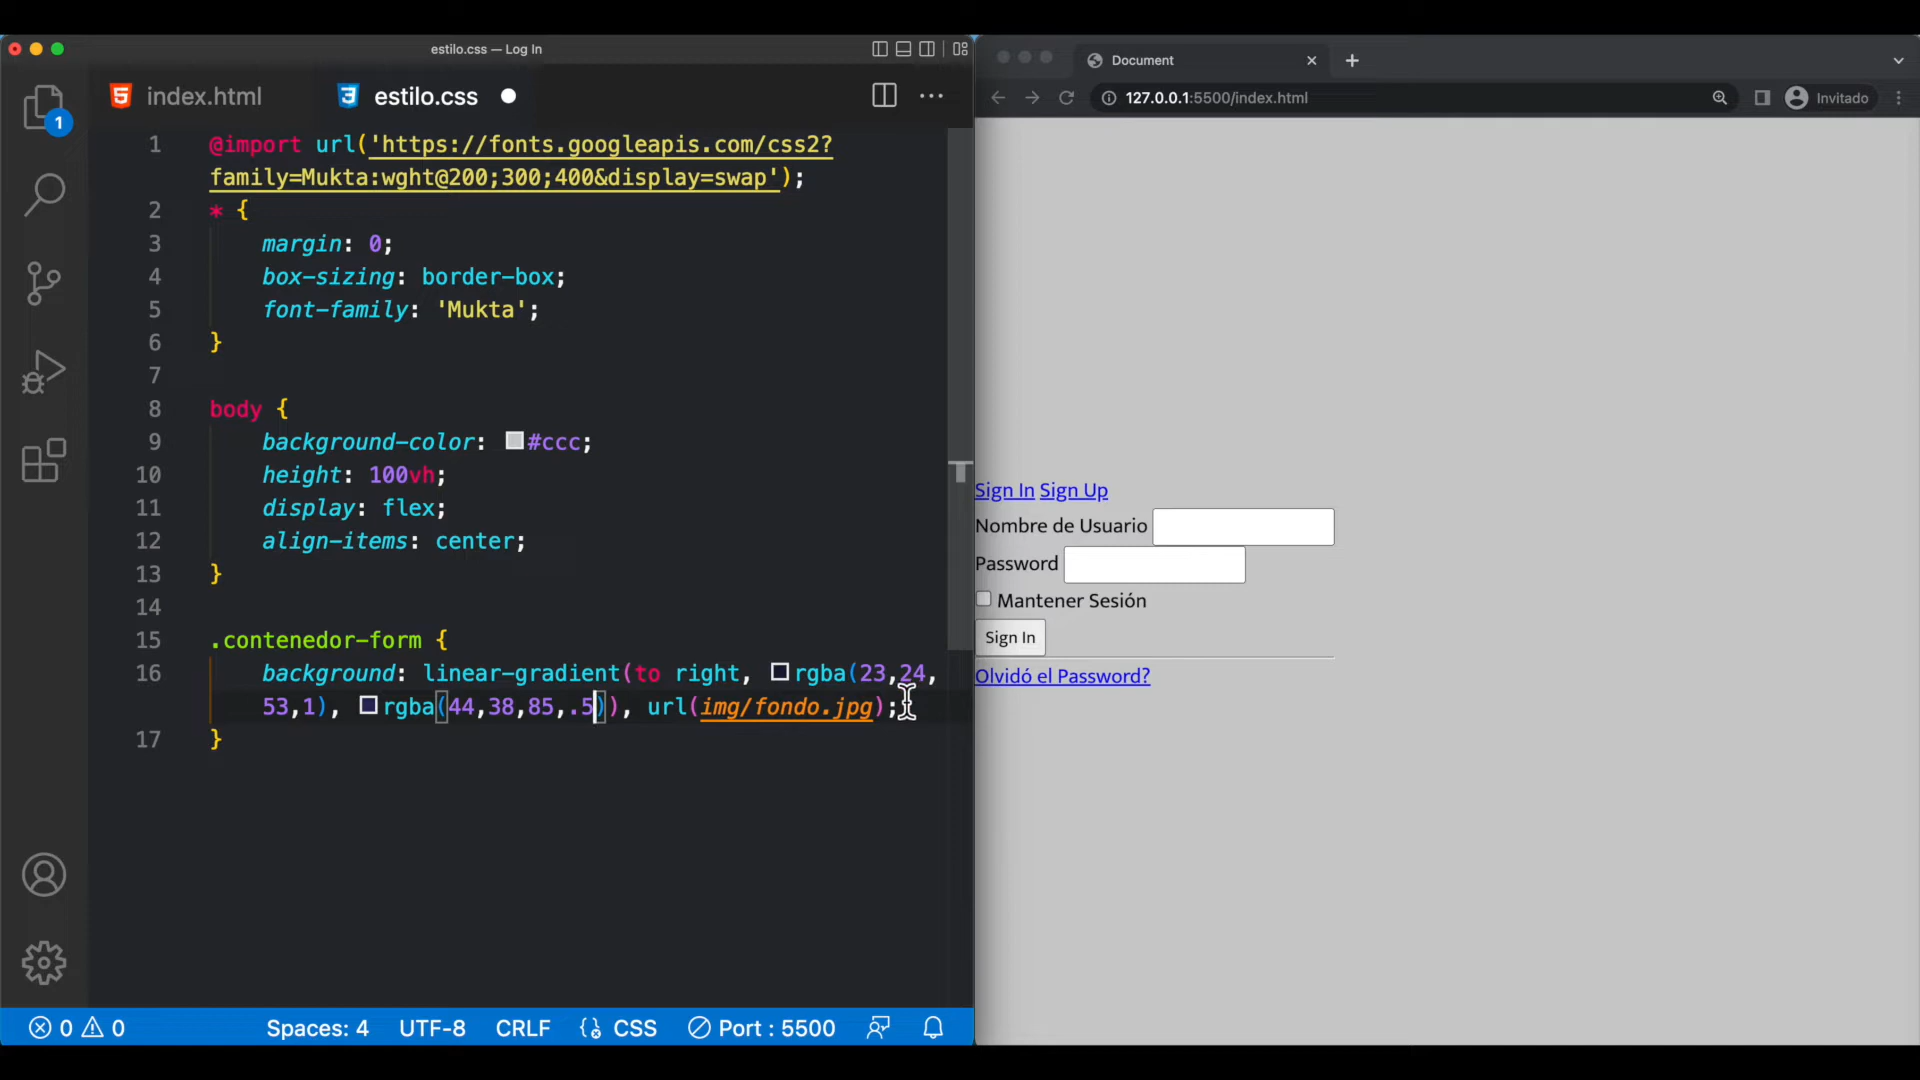 estilo.css — Log In
index.html
estilo.css
1
1 @import url('https://fonts.googleapis.com/css2?
family=Mukta:wght@200;300;400&display=swap');
2 * {
3 margin: 0;
4 box-sizing: border-box;
5 font-family: 'Mukta';
6 }
7
8 body {
9 background-color: #ccc;
10 height: 100vh;
11 display: flex;
12 align-items: center;
13 }
14
15 .contenedor-form {
16 background: linear-gradient(to right, rgba(23,24,
53,1), rgba(44,38,85,.5)), url(img/fondo.jpg);
17 }
0 0 Spaces: 4 UTF-8 CRLF CSS Port : 5500
Document
127.0.0.1:5500/index.html
Invitado
Sign In Sign Up
Nombre de Usuario
Password
Mantener Sesión
Sign In
Olvidó el Password?